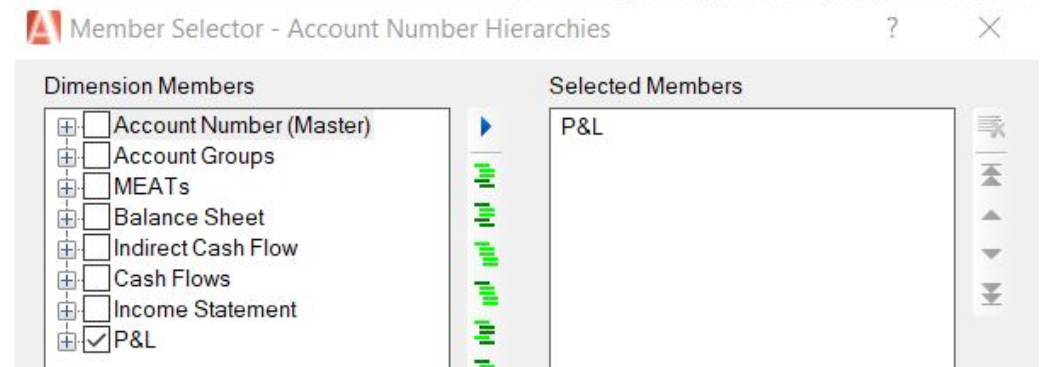 Member Selector - Account Number Hierarchies ?
Dimension Members
Account Number (Master)
Account Groups
MEATs
Balance Sheet
Indirect Cash Flow
Cash Flows
Income Statement
P&L
Selected Members
P&L